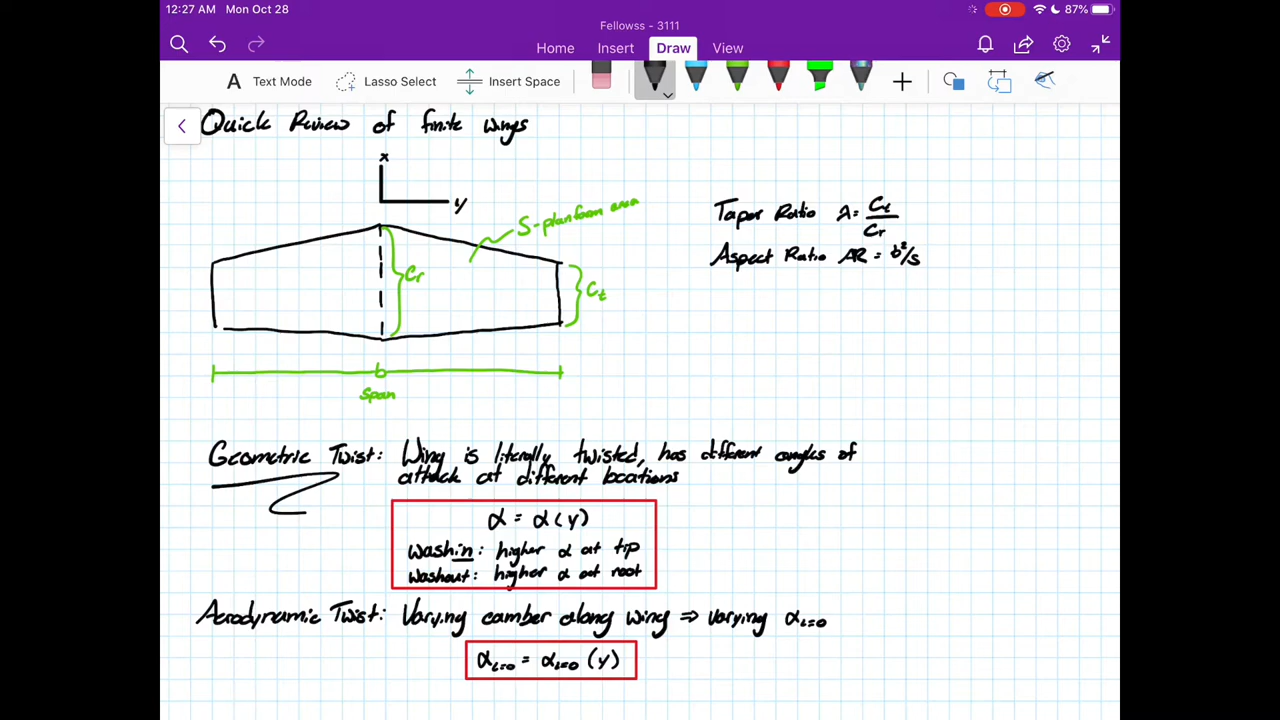 12:27 AM Mon Oct 28
87%
Fellowss - 3111
Home Insert Draw View
A Text Mode Lasso Select Insert Space
Quick Review of finite wings
x
y
S-planform area
Cr
Ct
b
span
Taper Ratio λ = Ct/Cr
Aspect Ratio AR = b²/s
Geometric Twist: Wing is literally twisted, has different angles of
attack at different locations
α = α(y)
washin: higher α at tip
washout: higher α at root
Aerodynamic Twist: Varying camber along wing ⇒ varying αL=0
αL=0 = αL=0 (y)